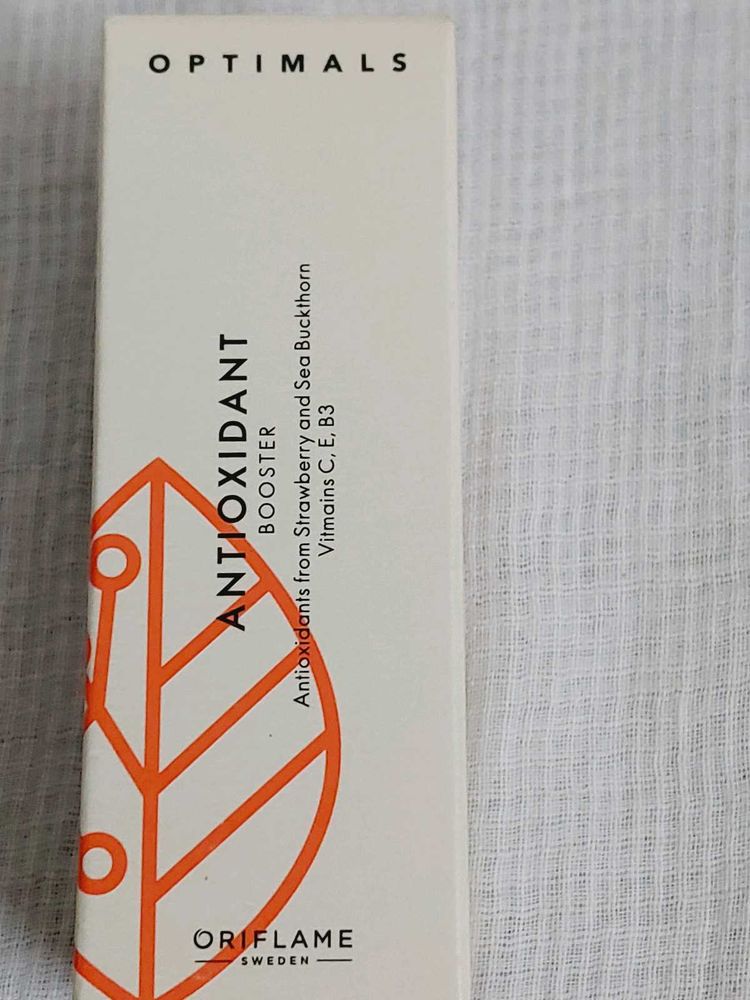 OPTIMALS
ANTIOXIDANT
BOOSTER
Antioxidants from Strawberry and Sea Buckthorn
Vitmains C, E, B3
ORIFLAME
SWEDEN